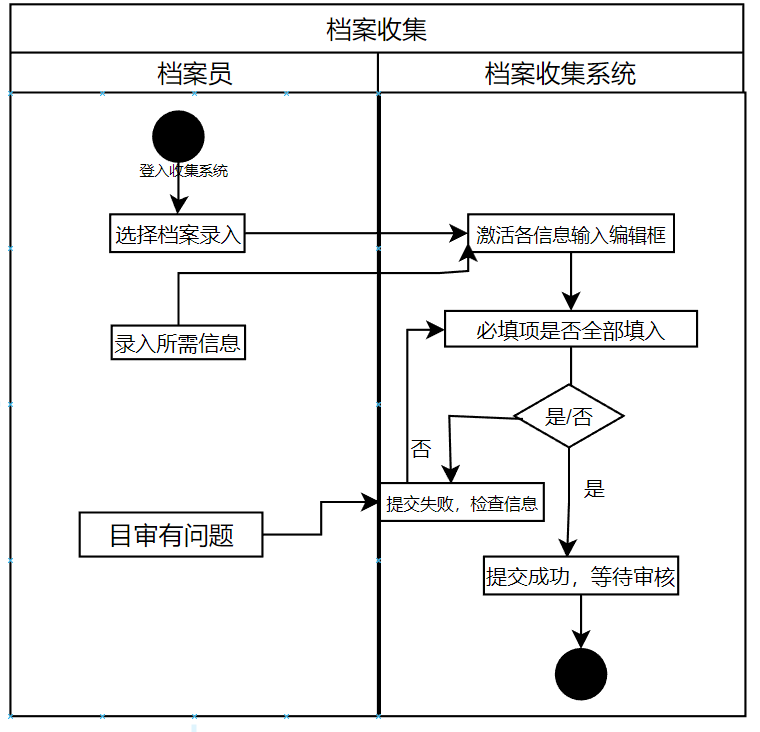 档案收集
档案员
档案收集系统
登入收集系统
选择档案录入
激活各信息输入编辑框
录入所需信息
必填项是否全部填入
是/否
否
是
提交失败，检查信息
目审有问题
提交成功，等待审核